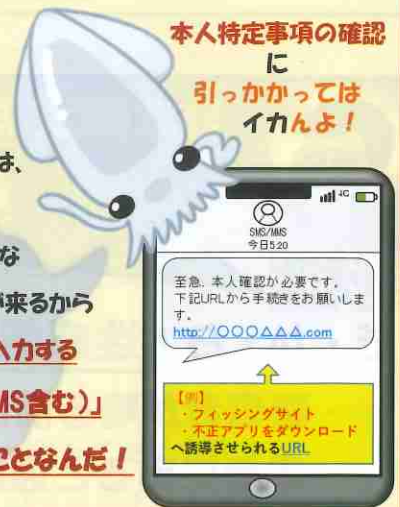 本人特定事項の確認
に
引っかかっては
イカんよ！
は、
な
が来るから
入力する
MS含む）」
ことなんだ！
4G
SMS/MMS
今日5:20
至急、本人確認が必要です。
下記URLから手続きをお願いしま
す。
http://〇〇〇△△△.com
【例】
・フィッシングサイト
・不正アプリをダウンロード
へ誘導させられるURL